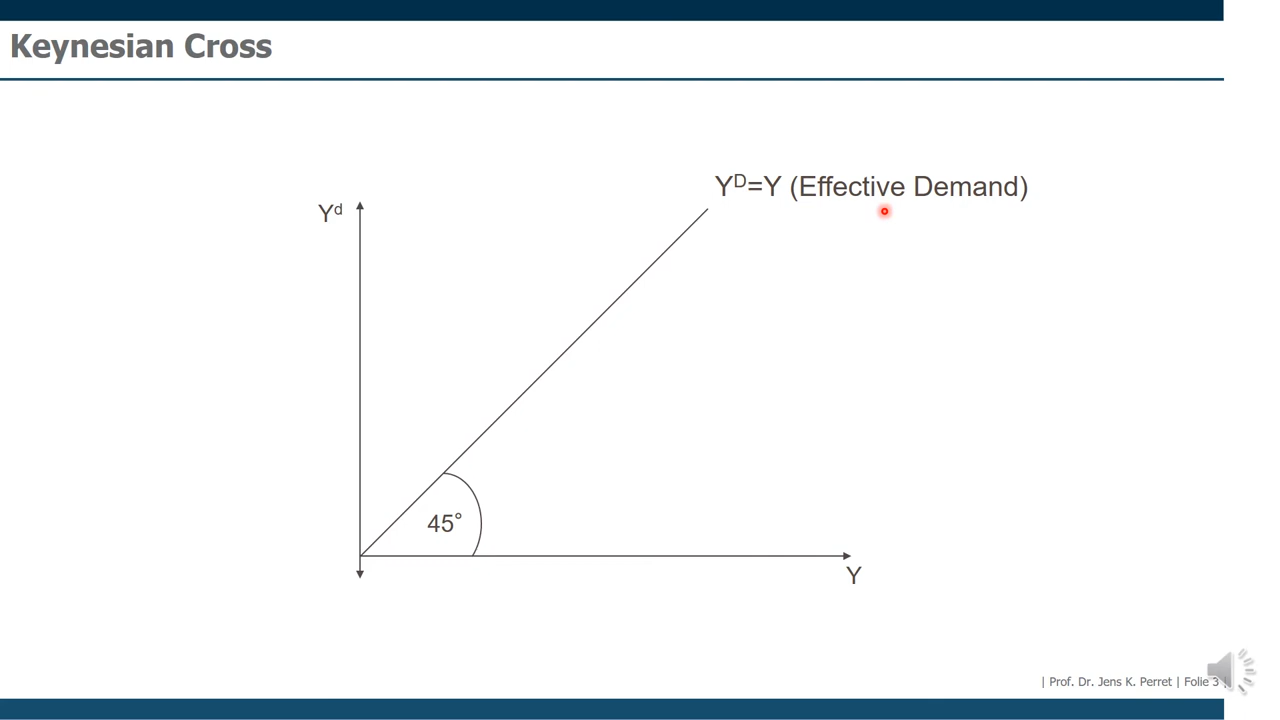 Keynesian Cross
Yᴰ=Y (Effective Demand)
Yᵈ
45°
Y
| Prof. Dr. Jens K. Perret | Folie 3 |